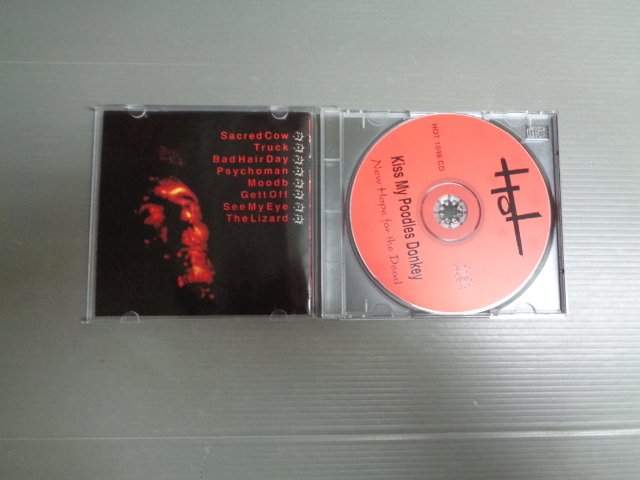 Sacred Cow
Truck
Bad Hair Day
Psychoman
Moodb
Gett Off
See My Eye
The Lizard
Hot
HOT 1048 CD
Kiss My Poodles Donkey
New Hope for the Dead